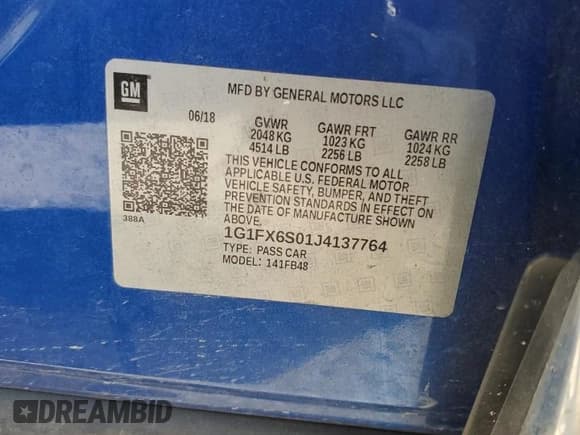 GM
MFD BY GENERAL MOTORS LLC
06/18
GVWR GAWR FRT GAWR RR
2048 KG 1023 KG 1024 KG
4514 LB 2256 LB 2258 LB
THIS VEHICLE CONFORMS TO ALL
APPLICABLE U.S. FEDERAL MOTOR
VEHICLE SAFETY, BUMPER, AND THEFT
PREVENTION STANDARDS IN EFFECT ON
THE DATE OF MANUFACTURE SHOWN
ABOVE.
388A
1G1FX6S01J4137764
TYPE: PASS CAR
MODEL: 141FB48
DREAMBID